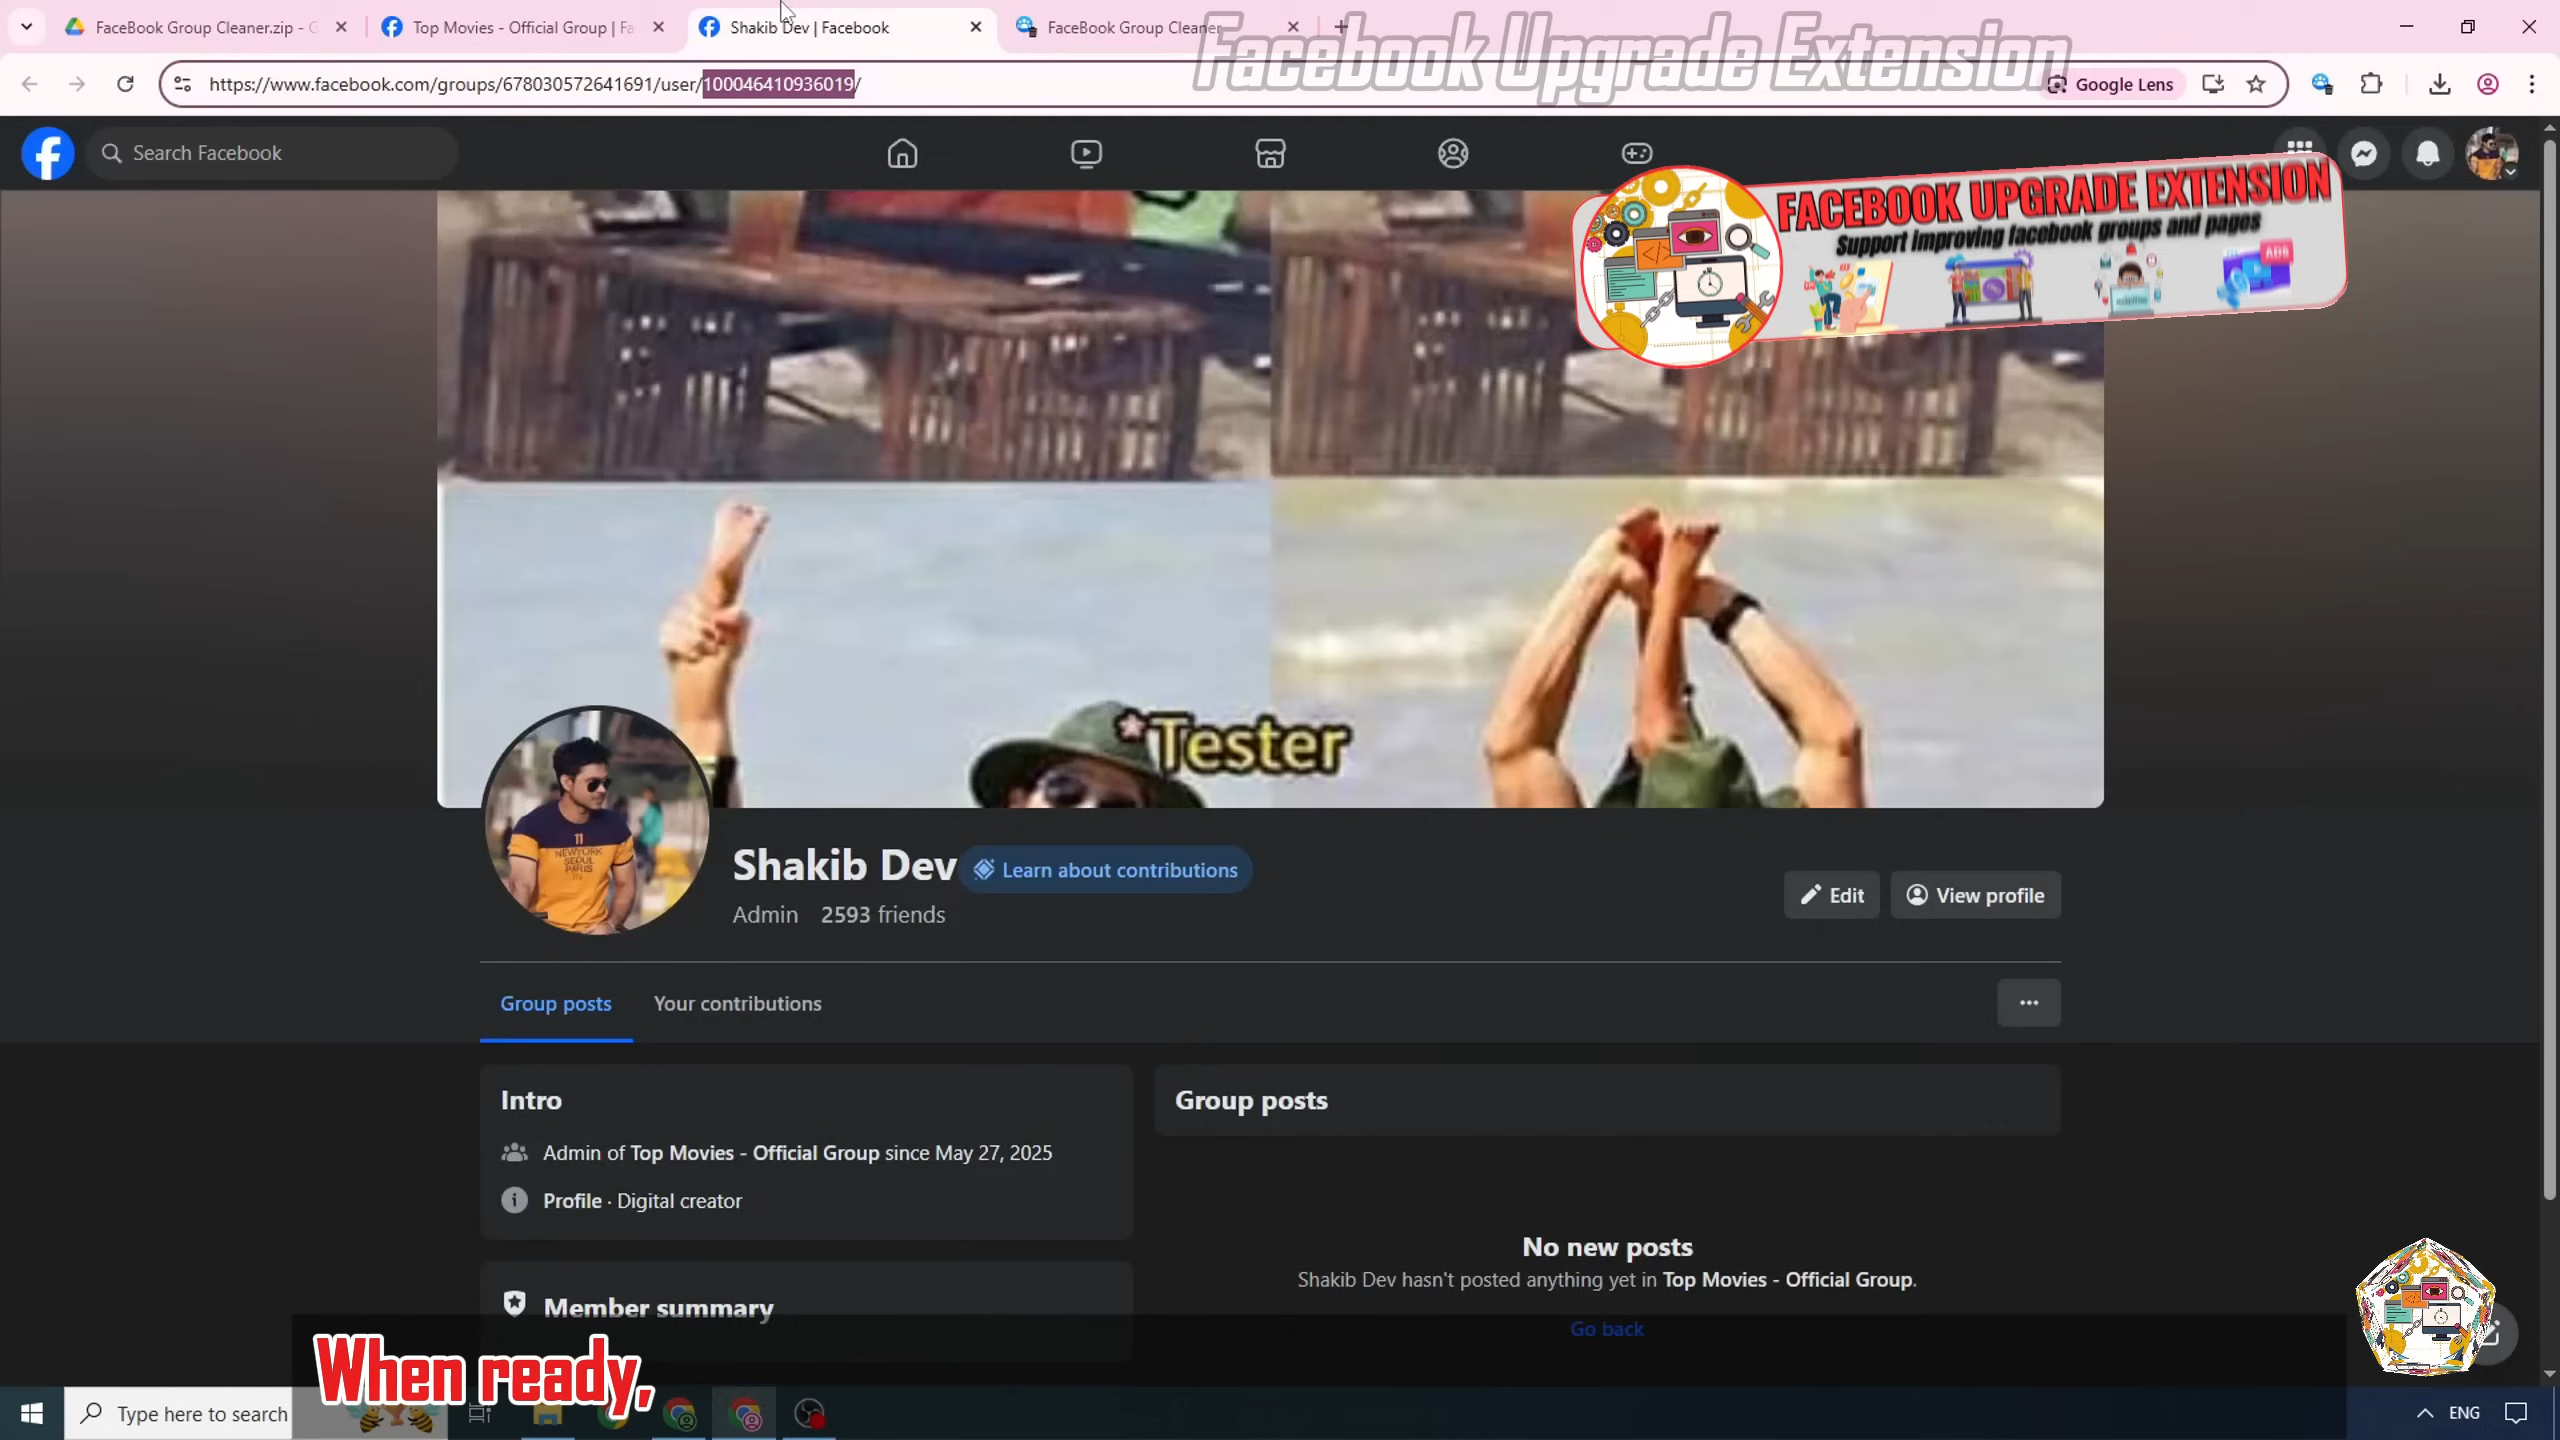 FaceBook Group Cleaner.zip - G
Top Movies - Official Group | Fa
Shakib Dev | Facebook
FaceBook Group Cleaner
Facebook Upgrade Extension
https://www.facebook.com/groups/678030572641691/user/100046410936019/
Google Lens
Search Facebook
FACEBOOK UPGRADE EXTENSION
Support improving facebook groups and pages
ADS
*Tester
11
NEWYORK
SEOUL
PARIS
Shakib Dev
Learn about contributions
Admin 2593 friends
Edit
View profile
Group posts
Your contributions
Intro
Group posts
Admin of Top Movies - Official Group since May 27, 2025
Profile · Digital creator
No new posts
Shakib Dev hasn't posted anything yet in Top Movies - Official Group.
Member summary
Go back
When ready,
Type here to search
ENG